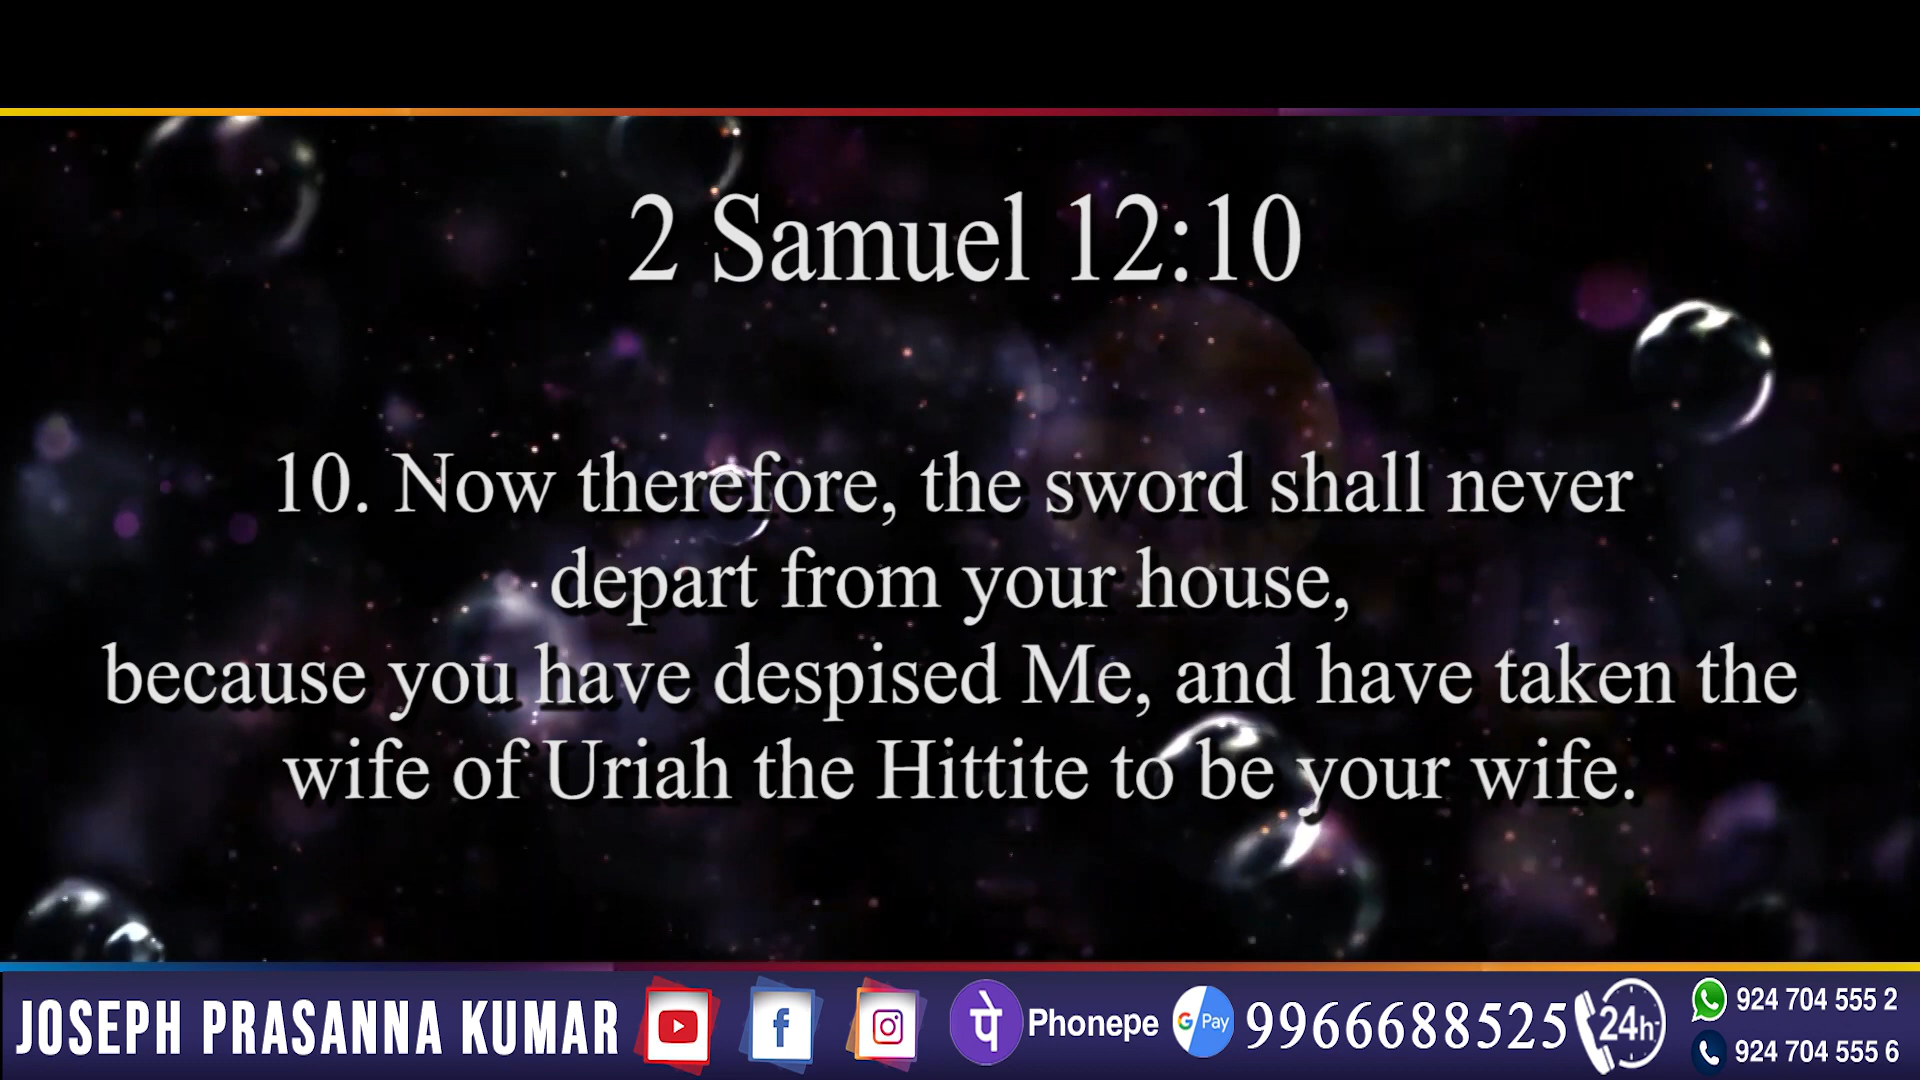 2 Samuel 12:10
10. Now therefore, the sword shall never
depart from your house,
because you have despised Me, and have taken the
wife of Uriah the Hittite to be your wife.
JOSEPH PRASANNA KUMAR
f
पे Phonepe
G Pay 9966688525
24h
924 704 555 2
924 704 555 6